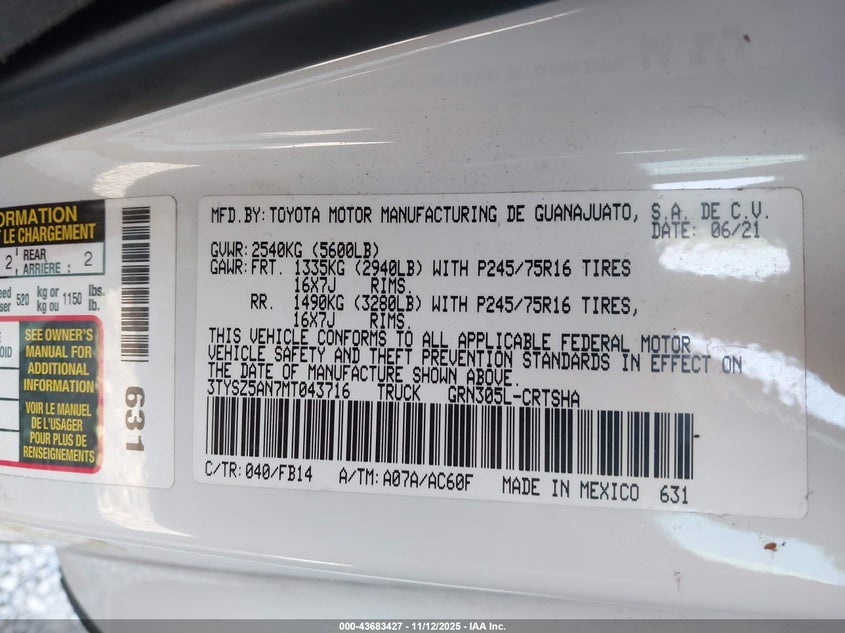 ORMATION
T LE CHARGEMENT
2 REAR ARRIÈRE : 2
eed 520 kg or kg ou 1150 lbs. lb.
SEE OWNER'S
MANUAL FOR
ADDITIONAL
INFORMATION
VOIR LE MANUEL
DE L'USAGER
POUR PLUS DE
RENSEIGNEMENTS
631
MFD.BY:TOYOTA MOTOR MANUFACTURING DE GUANAJUATO, S.A. DE C.V.
DATE: 06/21
GVWR:2540KG (5600LB)
GAWR:FRT. 1335KG (2940LB) WITH P245/75R16 TIRES
16X7J RIMS.
RR. 1490KG (3280LB) WITH P245/75R16 TIRES,
16X7J RIMS.
THIS VEHICLE CONFORMS TO ALL APPLICABLE FEDERAL MOTOR
VEHICLE SAFETY AND THEFT PREVENTION STANDARDS IN EFFECT ON
THE DATE OF MANUFACTURE SHOWN ABOVE.
3TYSZ5AN7MT043716 TRUCK GRN305L-CRTSHA
C/TR:040/FB14 A/TM:A07A/AC60F MADE IN MEXICO 631
000-43683427 - 11/12/2025 - IAA Inc.